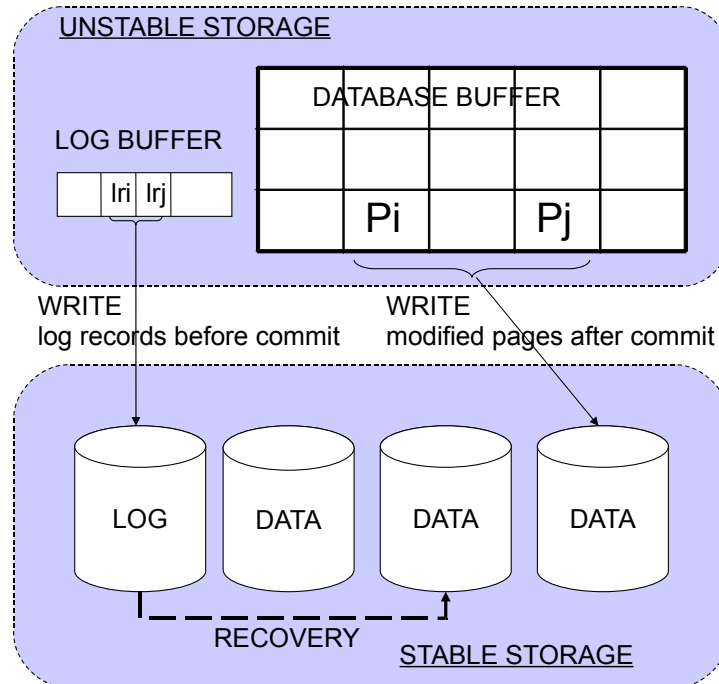 UNSTABLE STORAGE
DATABASE BUFFER
LOG BUFFER
lri lrj
Pi Pj
WRITE
log records before commit
WRITE
modified pages after commit
LOG DATA DATA DATA
RECOVERY
STABLE STORAGE